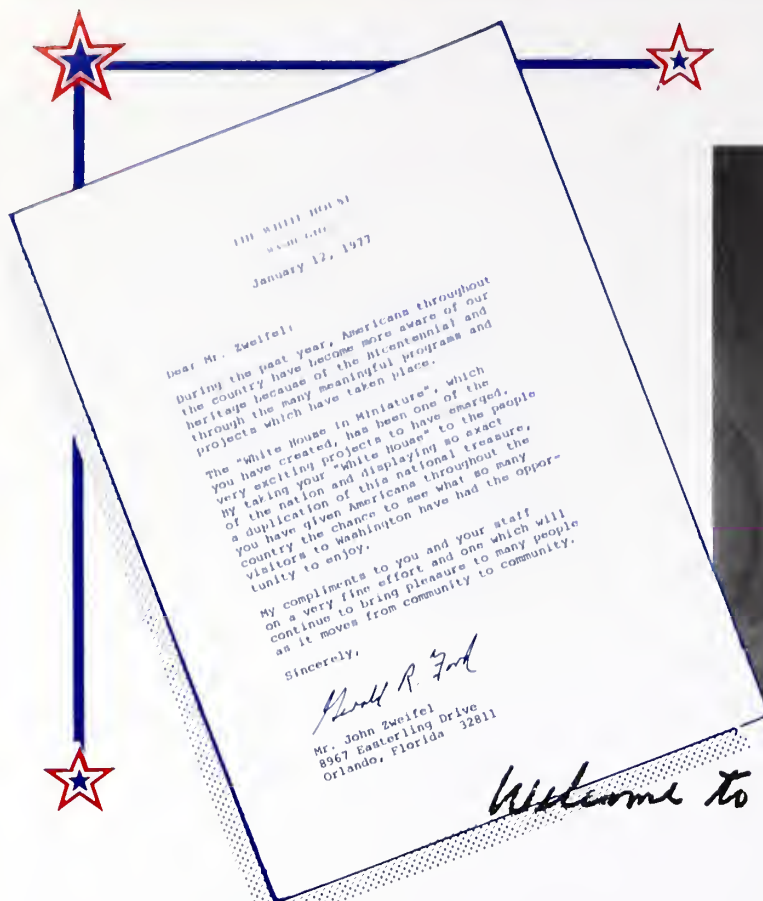 THE WHITE HOUSE
WASHINGTON
January 12, 1977
Dear Mr. Zweifel:
During the past year, Americans throughout
the country have become more aware of our
heritage because of the Bicentennial and
through the many meaningful programs and
projects which have taken place.
The "White House in Miniature", which
you have created, has been one of the
very exciting projects to have emerged.
By taking your "White House" to the people
of the nation and displaying so exact
a duplication of this national treasure,
you have given Americans throughout the
country the chance to see what so many
visitors to Washington have had the oppor-
tunity to enjoy.
My compliments to you and your staff
on a very fine effort and one which will
continue to bring pleasure to many people
as it moves from community to community.
Sincerely,
Gerald R. Ford
Mr. John Zweifel
8967 Easterling Drive
Orlando, Florida 32811
Welcome to